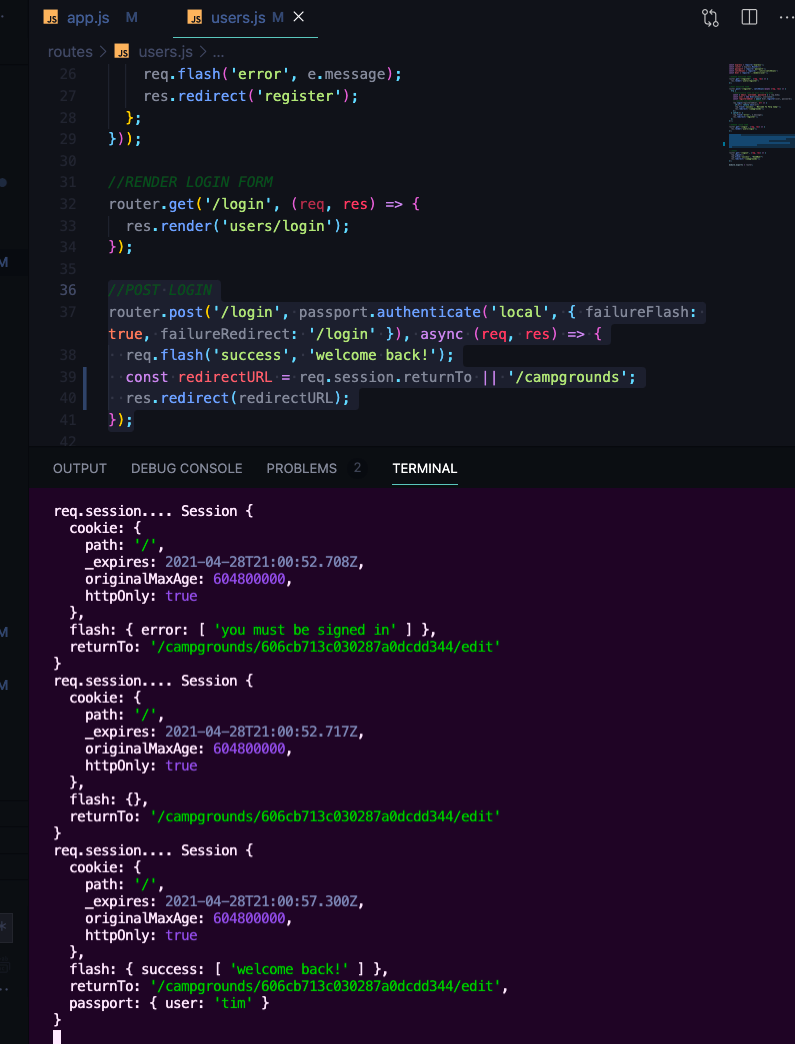 JS app.js M JS users.js M
routes > JS users.js > ...
26 req.flash('error', e.message);
27 res.redirect('register');
28 };
29 }));
30
31 //RENDER LOGIN FORM
32 router.get('/login', (req, res) => {
33 res.render('users/login');
34 });
35
36 //POST·LOGIN
37 router.post('/login', passport.authenticate('local', { failureFlash:
true, failureRedirect: '/login' }), async (req, res) => {
38 req.flash('success', 'welcome back!');
39 const redirectURL = req.session.returnTo || '/campgrounds';
40 res.redirect(redirectURL);
41 });
42
OUTPUT DEBUG CONSOLE PROBLEMS 2 TERMINAL
req.session.... Session {
cookie: {
path: '/',
_expires: 2021-04-28T21:00:52.708Z,
originalMaxAge: 604800000,
httpOnly: true
},
flash: { error: [ 'you must be signed in' ] },
returnTo: '/campgrounds/606cb713c030287a0dcdd344/edit'
}
req.session.... Session {
cookie: {
path: '/',
_expires: 2021-04-28T21:00:52.717Z,
originalMaxAge: 604800000,
httpOnly: true
},
flash: {},
returnTo: '/campgrounds/606cb713c030287a0dcdd344/edit'
}
req.session.... Session {
cookie: {
path: '/',
_expires: 2021-04-28T21:00:57.300Z,
originalMaxAge: 604800000,
httpOnly: true
},
flash: { success: [ 'welcome back!' ] },
returnTo: '/campgrounds/606cb713c030287a0dcdd344/edit',
passport: { user: 'tim' }
}
M
M
M